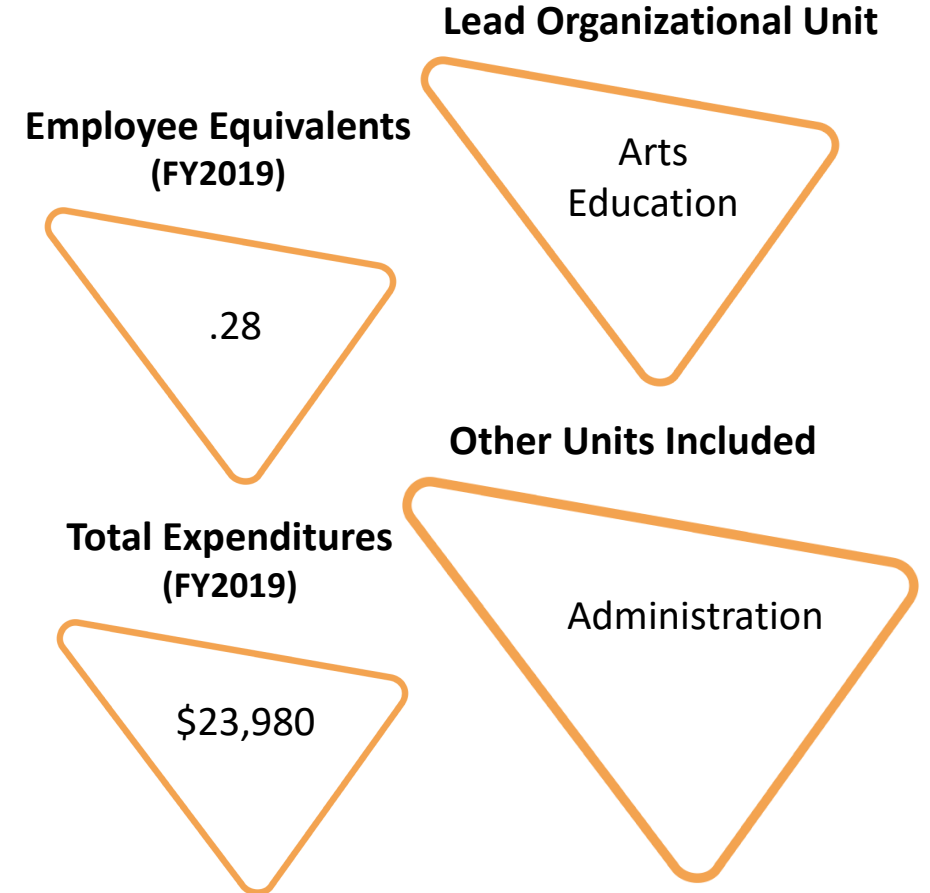 Lead Organizational Unit
Arts
Education
Employee Equivalents
(FY2019)
.28
Other Units Included
Administration
Total Expenditures
(FY2019)
$23,980